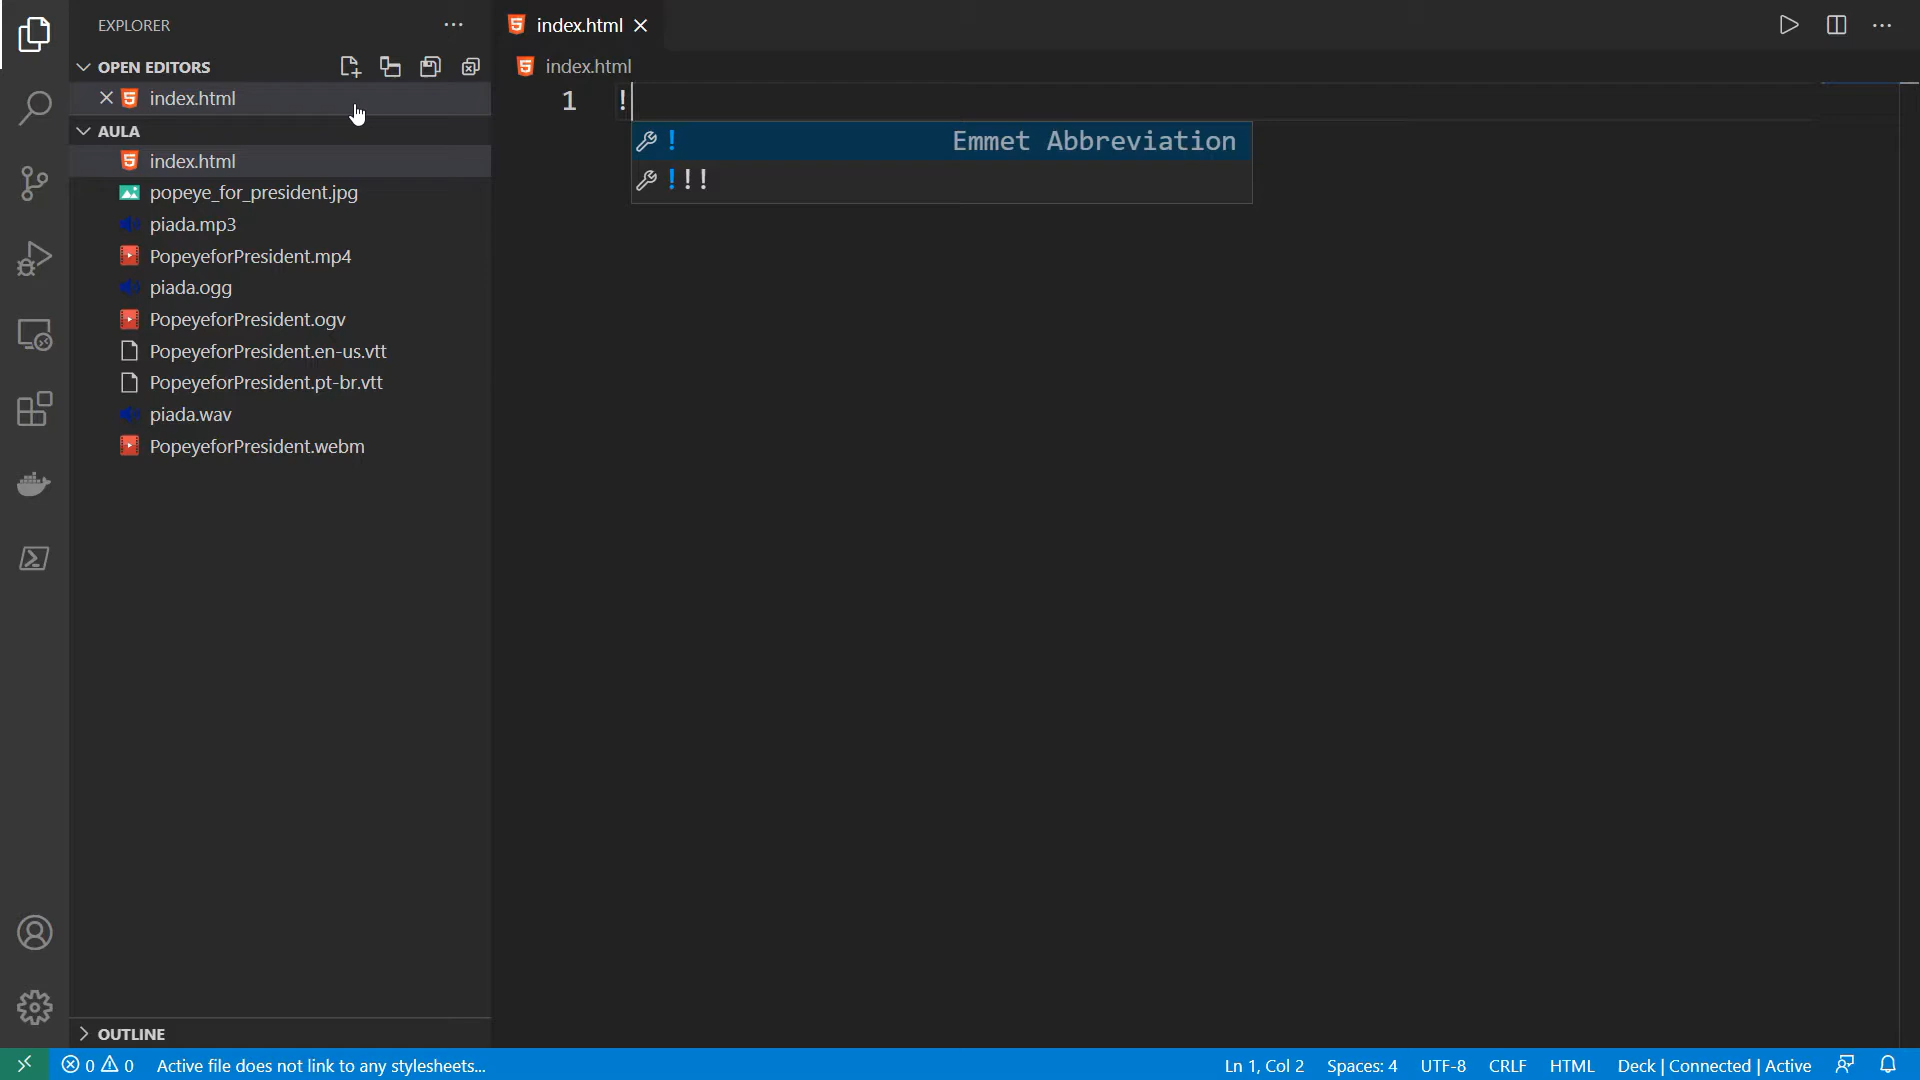 EXPLORER
OPEN EDITORS
index.html
AULA
index.html
popeye_for_president.jpg
piada.mp3
PopeyeforPresident.mp4
piada.ogg
PopeyeforPresident.ogv
PopeyeforPresident.en-us.vtt
PopeyeforPresident.pt-br.vtt
piada.wav
PopeyeforPresident.webm
OUTLINE
index.html
index.html
1 !
! Emmet Abbreviation
!!!
0 0 Active file does not link to any stylesheets... Ln 1, Col 2 Spaces: 4 UTF-8 CRLF HTML Deck | Connected | Active